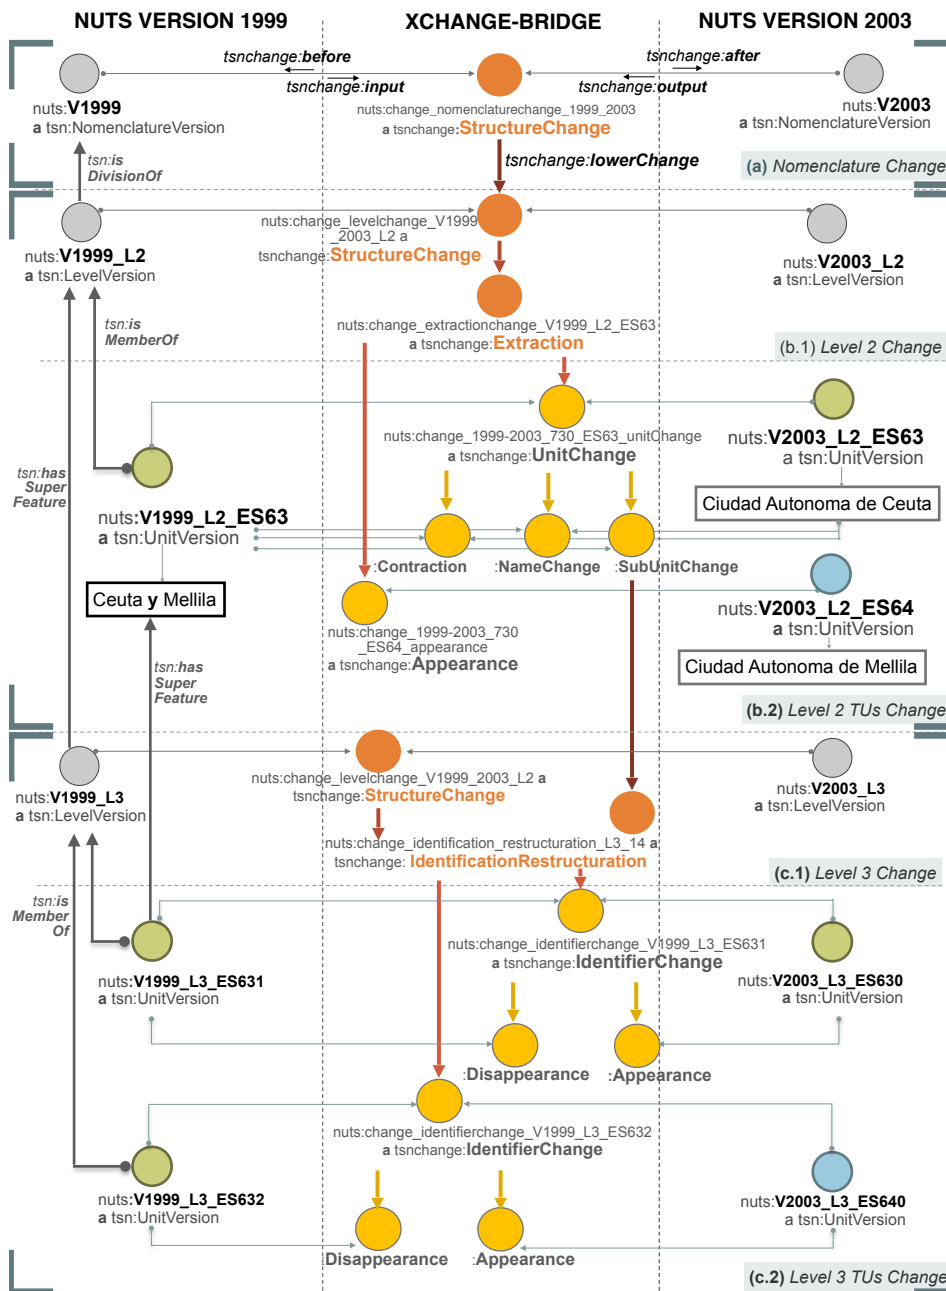 NUTS VERSION 1999
XCHANGE-BRIDGE
NUTS VERSION 2003
tsnchange:before
tsnchange:input
tsnchange:after
tsnchange:output
nuts:V1999
a tsn:NomenclatureVersion
nuts:change_nomenclaturechange_1999_2003
a tsnchange:StructureChange
nuts:V2003
a tsn:NomenclatureVersion
tsn:is
DivisionOf
tsnchange:lowerChange
(a) Nomenclature Change
nuts:V1999_L2
a tsn:LevelVersion
nuts:change_levelchange_V1999
_2003_L2 a
tsnchange:StructureChange
nuts:V2003_L2
a tsn:LevelVersion
tsn:is
MemberOf
nuts:change_extractionchange_V1999_L2_ES63
a tsnchange:Extraction
(b.1) Level 2 Change
nuts:change_1999-2003_730_ES63_unitChange
a tsnchange:UnitChange
nuts:V2003_L2_ES63
a tsn:UnitVersion
Ciudad Autonoma de Ceuta
tsn:has
Super
Feature
nuts:V1999_L2_ES63
a tsn:UnitVersion
Ceuta y Mellila
:Contraction
:NameChange
:SubUnitChange
nuts:V2003_L2_ES64
a tsn:UnitVersion
Ciudad Autonoma de Mellila
nuts:change_1999-2003_730
_ES64_appearance
a tsnchange:Appearance
tsn:has
Super
Feature
(b.2) Level 2 TUs Change
nuts:V1999_L3
a tsn:LevelVersion
nuts:change_levelchange_V1999_2003_L2 a
tsnchange:StructureChange
nuts:V2003_L3
a tsn:LevelVersion
nuts:change_identification_restructuration_L3_14 a
tsnchange: IdentificationRestructuration
(c.1) Level 3 Change
tsn:is
Member
Of
nuts:V1999_L3_ES631
a tsn:UnitVersion
nuts:change_identifierchange_V1999_L3_ES631
a tsnchange:IdentifierChange
nuts:V2003_L3_ES630
a tsn:UnitVersion
:Disappearance
:Appearance
nuts:change_identifierchange_V1999_L3_ES632
a tsnchange:IdentifierChange
nuts:V1999_L3_ES632
a tsn:UnitVersion
nuts:V2003_L3_ES640
a tsn:UnitVersion
:Disappearance
:Appearance
(c.2) Level 3 TUs Change